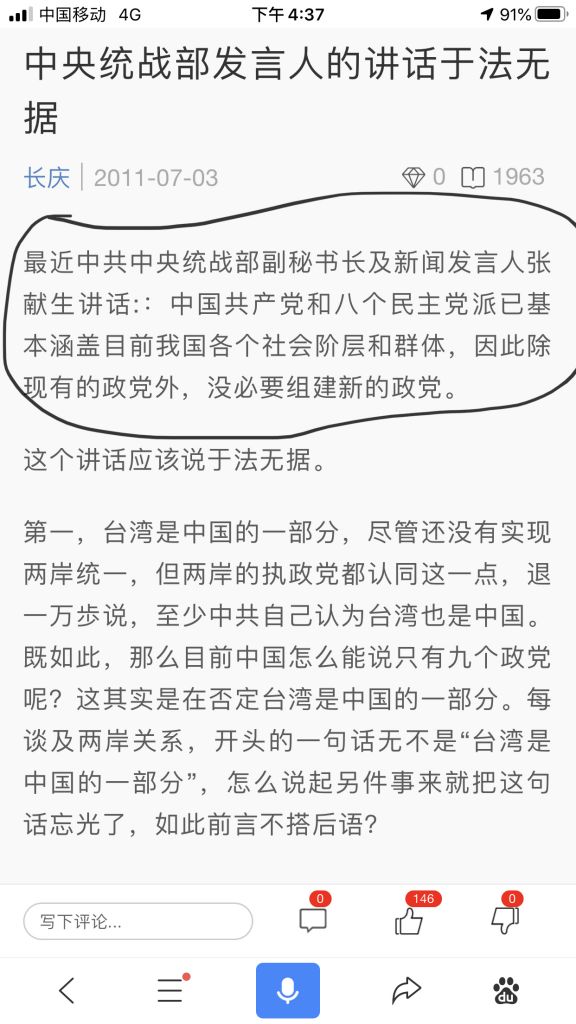 中国移动 4G 下午4:37 91%
中央统战部发言人的讲话于法无
据
长庆 2011-07-03 0 1963
最近中共中央统战部副秘书长及新闻发言人张
献生讲话:：中国共产党和八个民主党派已基
本涵盖目前我国各个社会阶层和群体，因此除
现有的政党外，没必要组建新的政党。
这个讲话应该说于法无据。
第一，台湾是中国的一部分，尽管还没有实现
两岸统一，但两岸的执政党都认同这一点，退
一万步说，至少中共自己认为台湾也是中国。
既如此，那么目前中国怎么能说只有九个政党
呢？这其实是在否定台湾是中国的一部分。每
谈及两岸关系，开头的一句话无不是“台湾是
中国的一部分”，怎么说起另件事来就把这句
话忘光了，如此前言不搭后语？
写下评论... 0 146 0
du